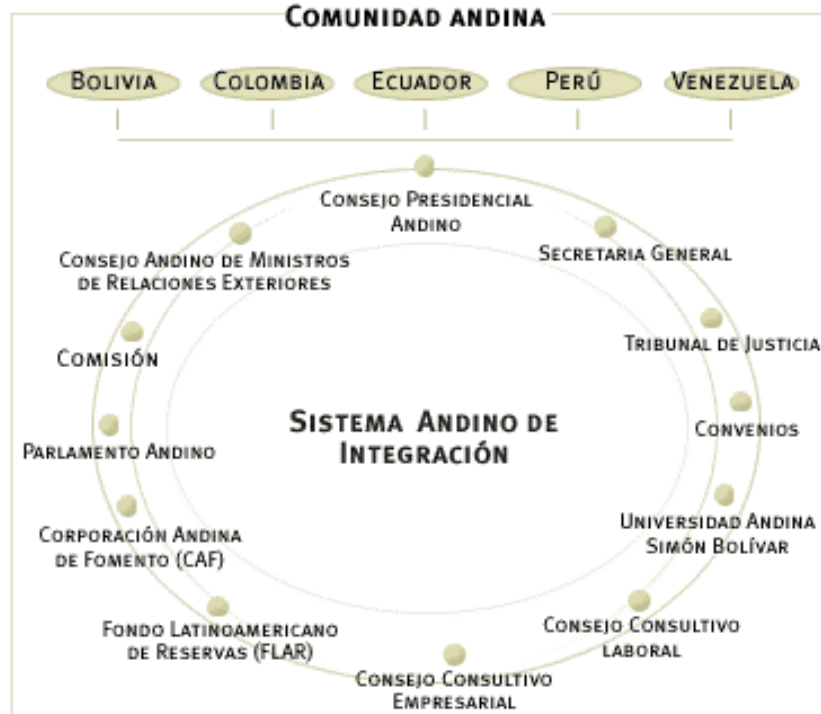 COMUNIDAD ANDINA
BOLIVIA COLOMBIA ECUADOR PERÚ VENEZUELA
CONSEJO PRESIDENCIAL
ANDINO
SECRETARIA GENERAL
CONSEJO ANDINO DE MINISTROS
DE RELACIONES EXTERIORES
TRIBUNAL DE JUSTICIA
COMISIÓN
SISTEMA ANDINO DE
INTEGRACIÓN
CONVENIOS
PARLAMENTO ANDINO
UNIVERSIDAD ANDINA
SIMÓN BOLÍVAR
CORPORACIÓN ANDINA
DE FOMENTO (CAF)
CONSEJO CONSULTIVO
LABORAL
FONDO LATINOAMERICANO
DE RESERVAS (FLAR)
CONSEJO CONSULTIVO
EMPRESARIAL